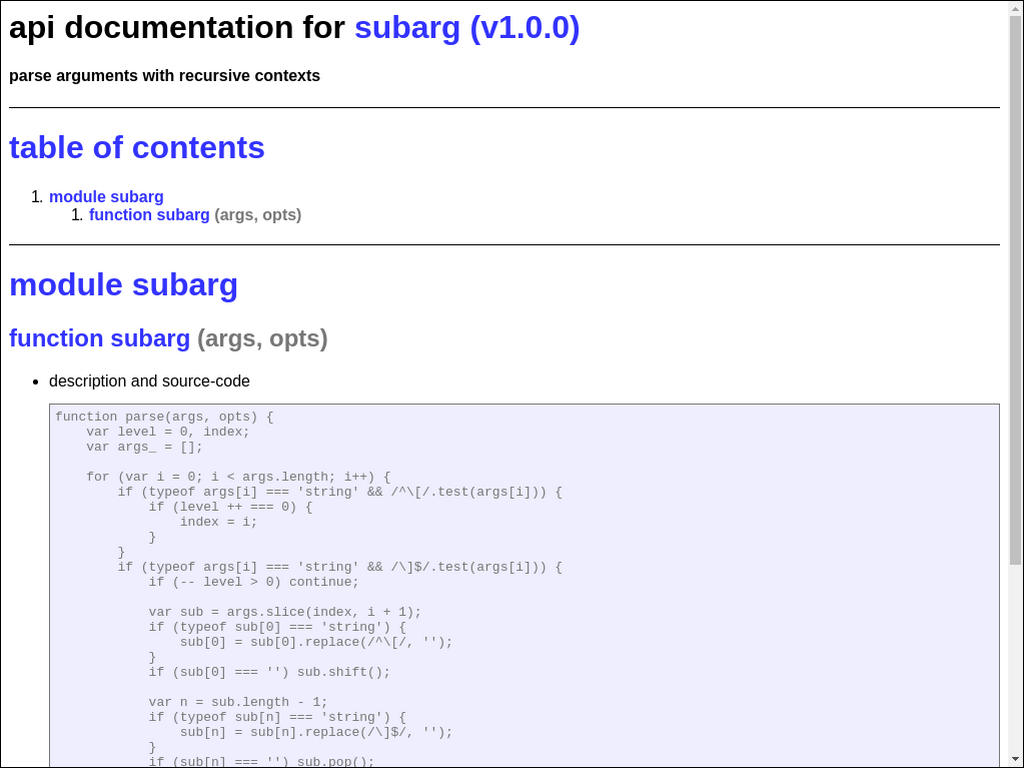 api documentation for subarg (v1.0.0)
parse arguments with recursive contexts
table of contents
1. module subarg
1. function subarg (args, opts)
module subarg
function subarg (args, opts)
• description and source-code
function parse(args, opts) {
    var level = 0, index;
    var args_ = [];

    for (var i = 0; i < args.length; i++) {
        if (typeof args[i] === 'string' && /^\[/.test(args[i])) {
            if (level ++ === 0) {
                index = i;
            }
        }
        if (typeof args[i] === 'string' && /\]$/.test(args[i])) {
            if (-- level > 0) continue;

            var sub = args.slice(index, i + 1);
            if (typeof sub[0] === 'string') {
                sub[0] = sub[0].replace(/^\[/, '');
            }
            if (sub[0] === '') sub.shift();

            var n = sub.length - 1;
            if (typeof sub[n] === 'string') {
                sub[n] = sub[n].replace(/\]$/, '');
            }
            if (sub[n] === '') sub.pop();